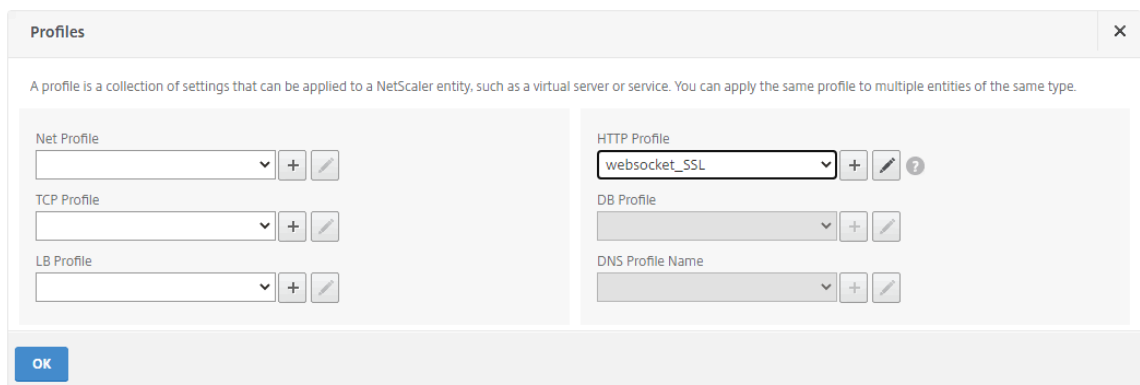 Profiles
A profile is a collection of settings that can be applied to a NetScaler entity, such as a virtual server or service. You can apply the same profile to multiple entities of the same type.
Net Profile
TCP Profile
LB Profile
HTTP Profile
websocket_SSL
DB Profile
DNS Profile Name
OK